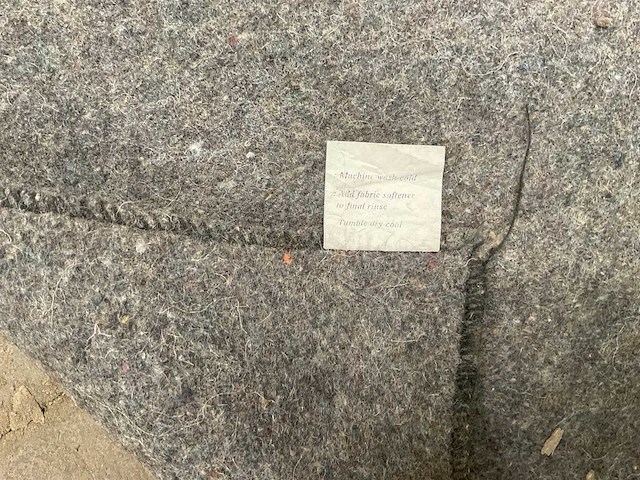 Machine wash cold
Add fabric softener
to final rinse
Tumble dry cool